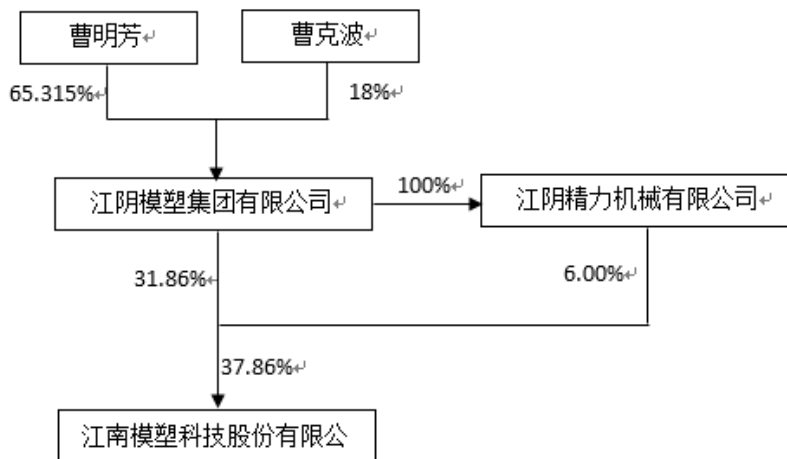 曹明芳↵
曹克波↵
65.315%↵
18%↵
江阴模塑集团有限公司↵
100%↵
江阴精力机械有限公司↵
31.86%↵
6.00%↵
37.86%↵
江南模塑科技股份有限公